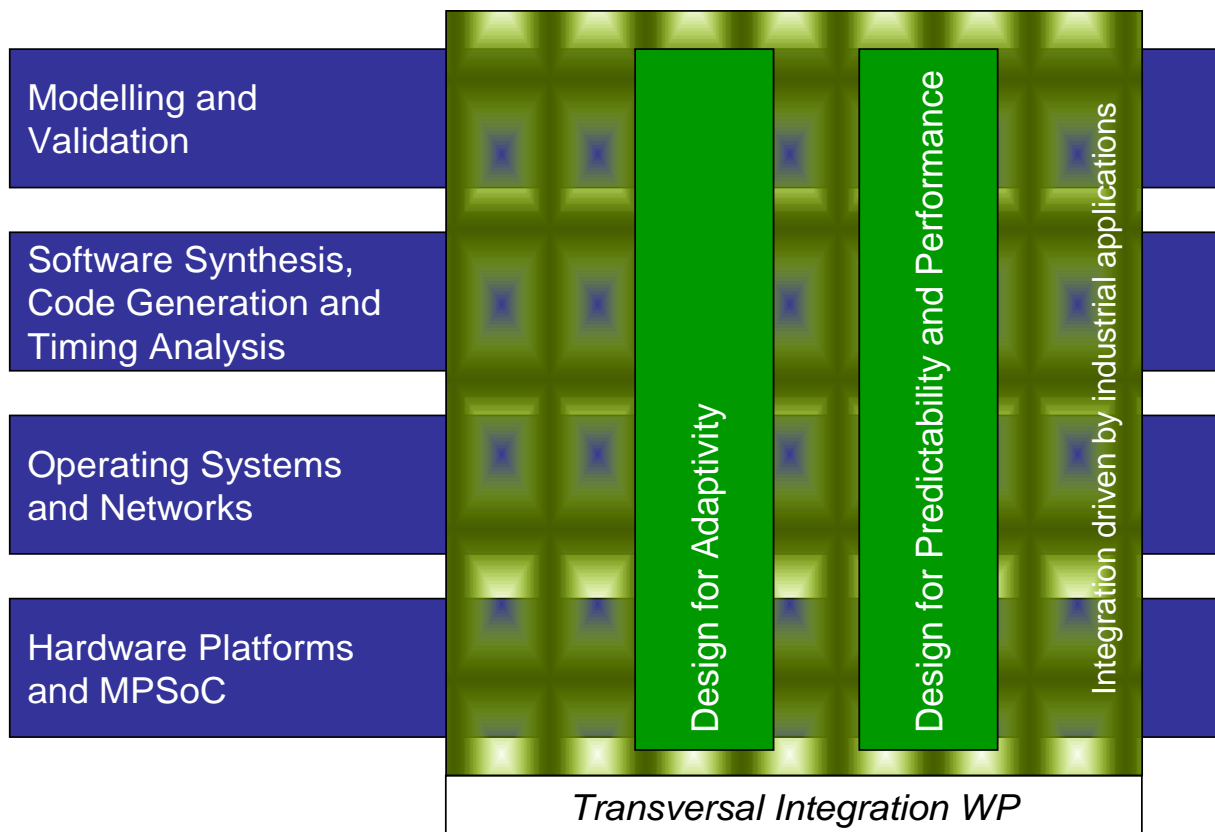 Modelling and
Validation
Software Synthesis,
Code Generation and
Timing Analysis
Operating Systems
and Networks
Hardware Platforms
and MPSoC
Design for Adaptivity
Design for Predictability and Performance
Integration driven by industrial applications
Transversal Integration WP